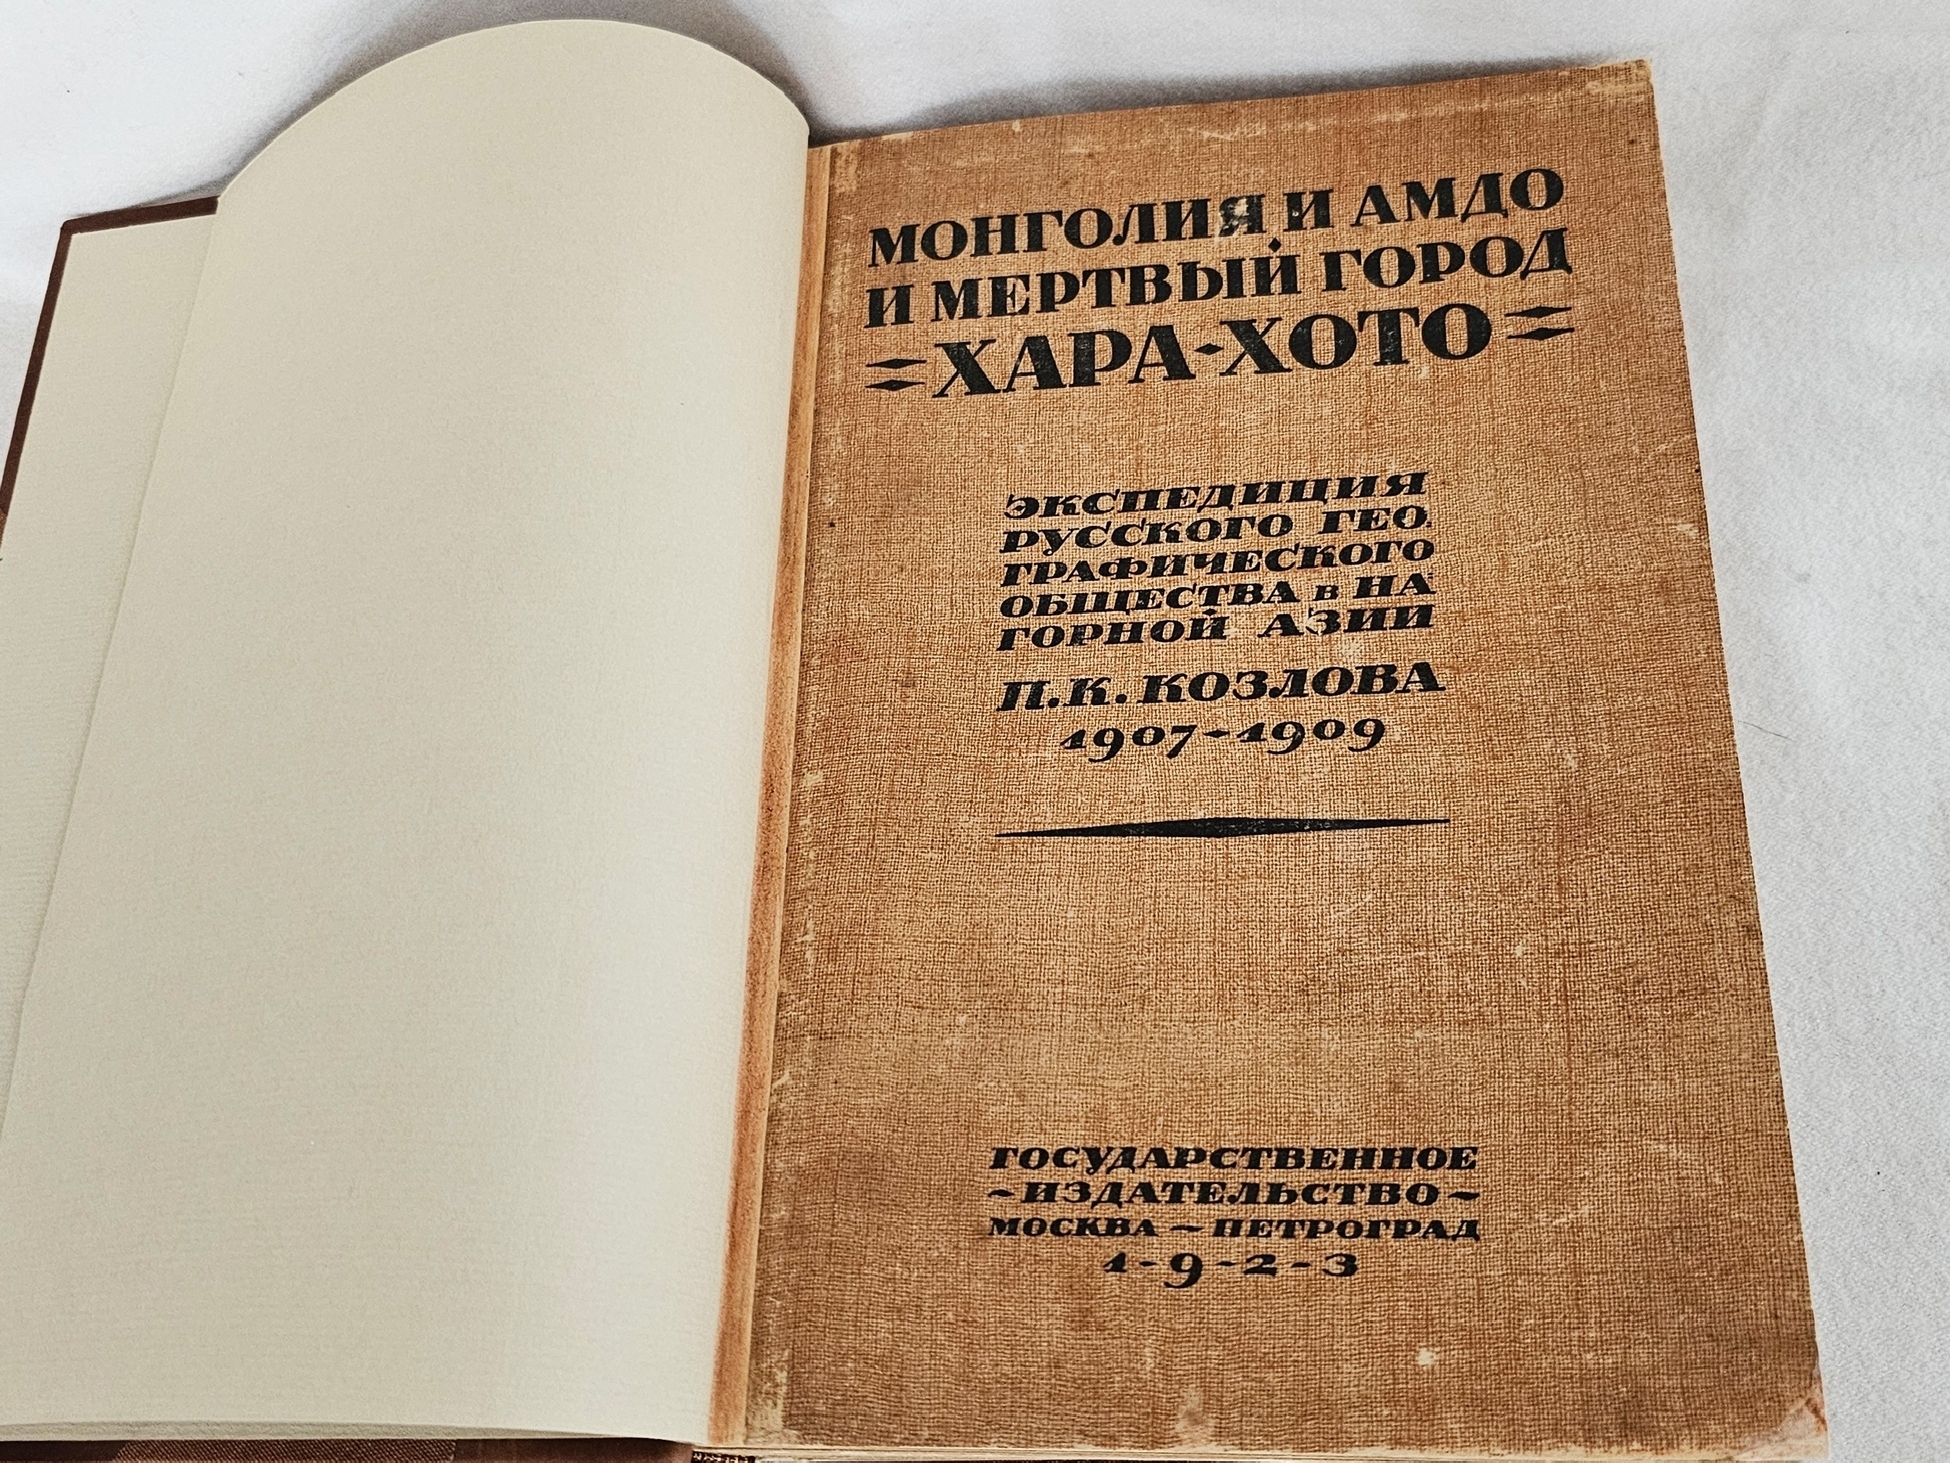 МОНГОЛИЯ И АМДО
И МЕРТВЫЙ ГОРОД
ХАРА-ХОТО
ЭКСПЕДИЦИЯ
РУССКОГО ГЕО
ГРАФИЧЕСКОГО
ОБЩЕСТВА в НА
ГОРНОЙ АЗИИ
П.К. КОЗЛОВА
1907-1909
ГОСУДАРСТВЕННОЕ
~ ИЗДАТЕЛЬСТВО ~
МОСКВА ~ ПЕТРОГРАД
1-9-2-3